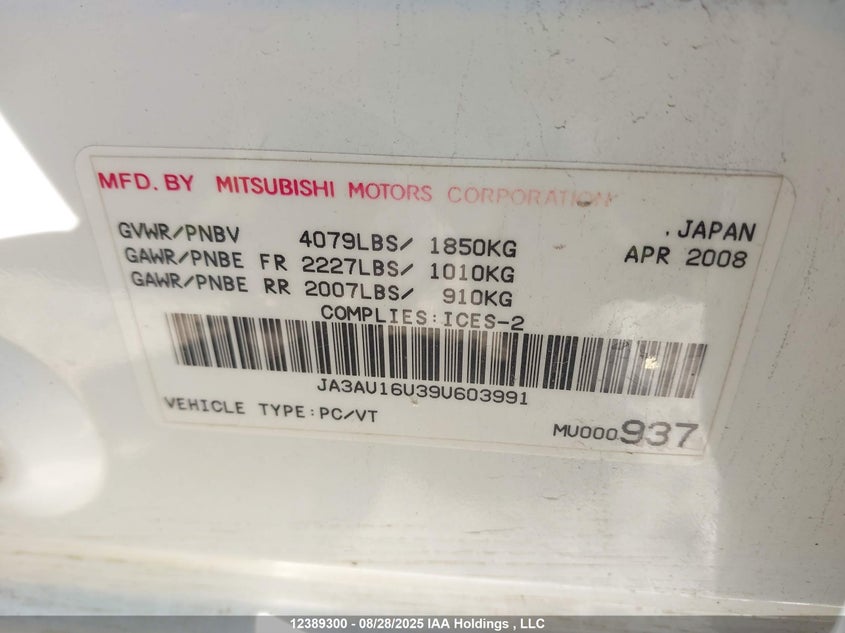 MFD. BY MITSUBISHI MOTORS CORPORATION
GVWR/PNBV 4079LBS/ 1850KG .JAPAN
GAWR/PNBE FR 2227LBS/ 1010KG APR 2008
GAWR/PNBE RR 2007LBS/ 910KG
COMPLIES:ICES-2
JA3AU16U39U603991
VEHICLE TYPE:PC/VT
MU000937
12389300 - 08/28/2025 IAA Holdings , LLC